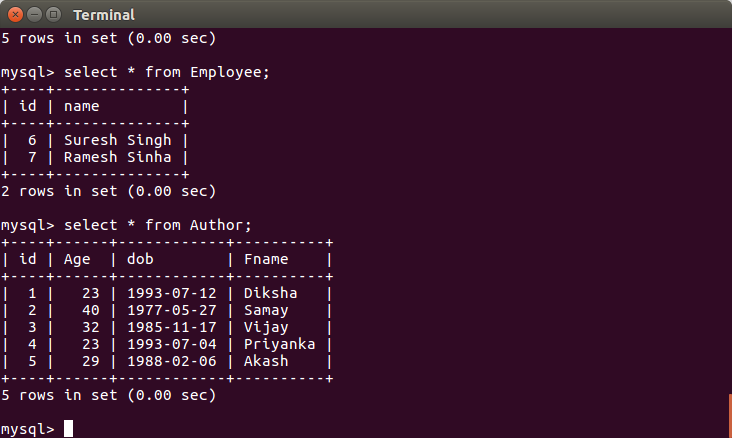 Terminal
5 rows in set (0.00 sec)
mysql> select * from Employee;
+----+--------------+
| id | name         |
+----+--------------+
|  6 | Suresh Singh |
|  7 | Ramesh Sinha |
+----+--------------+
2 rows in set (0.00 sec)
mysql> select * from Author;
+----+------+------------+----------+
| id | Age  | dob        | Fname    |
+----+------+------------+----------+
|  1 |   23 | 1993-07-12 | Diksha   |
|  2 |   40 | 1977-05-27 | Samay    |
|  3 |   32 | 1985-11-17 | Vijay    |
|  4 |   23 | 1993-07-04 | Priyanka |
|  5 |   29 | 1988-02-06 | Akash    |
+----+------+------------+----------+
5 rows in set (0.00 sec)
mysql>